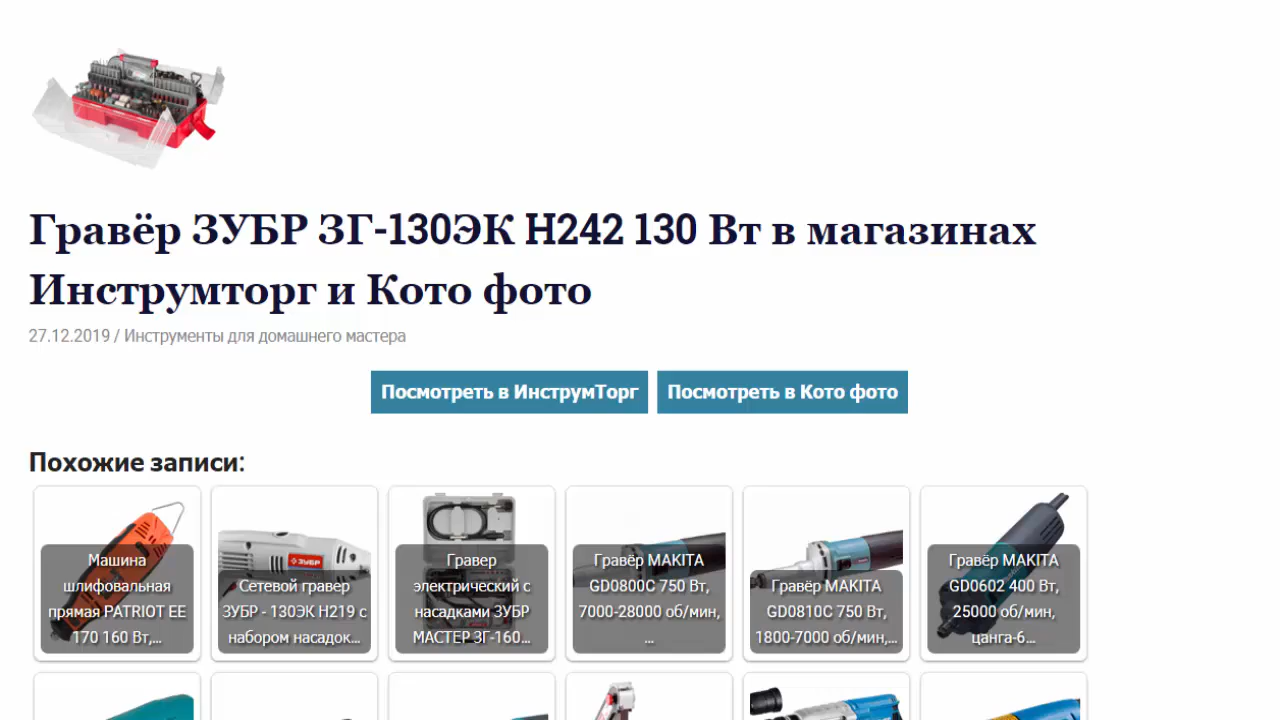 Гравёр ЗУБР ЗГ-130ЭК H242 130 Вт в магазинах
Инструмторг и Кото фото
27.12.2019 / Инструменты для домашнего мастера
Посмотреть в ИнструмТорг
Посмотреть в Кото фото
Похожие записи:
Машина
шлифовальная
прямая PATRIOT EE
170 160 Вт,...
ЗУБР
Сетевой гравер
ЗУБР - 130ЭК H219 с
набором насадок...
Гравер
электрический с
насадками ЗУБР
МАСТЕР ЗГ-160...
Гравёр MAKITA
GD0800C 750 Вт,
7000-28000 об/мин,
...
Гравёр MAKITA
GD0810C 750 Вт,
1800-7000 об/мин,...
Гравёр MAKITA
GD0602 400 Вт,
25000 об/мин,
цанга-6...